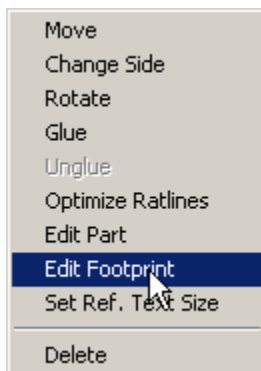 Move
Change Side
Rotate
Glue
Unglue
Optimize Ratlines
Edit Part
Edit Footprint
Set Ref. Text Size
Delete